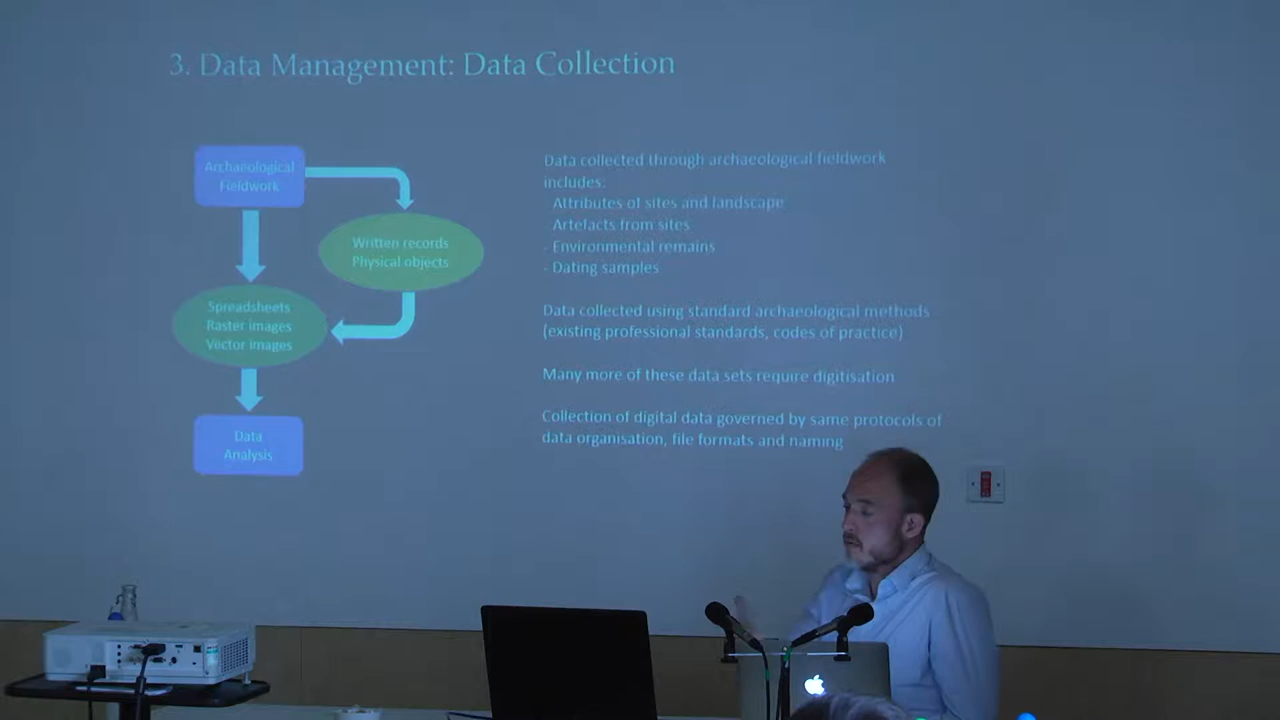 3. Data Management: Data Collection
Archaeological
Fieldwork
Written records
Physical objects
Spreadsheets
Raster images
Vector images
Data
Analysis
Data collected through archaeological fieldwork
includes:
Attributes of sites and landscape
Artefacts from sites
- Environmental remains
- Dating samples
Data collected using standard archaeological methods
(existing professional standards, codes of practice)
Many more of these data sets require digitisation
Collection of digital data governed by same protocols of
data organisation, file formats and naming